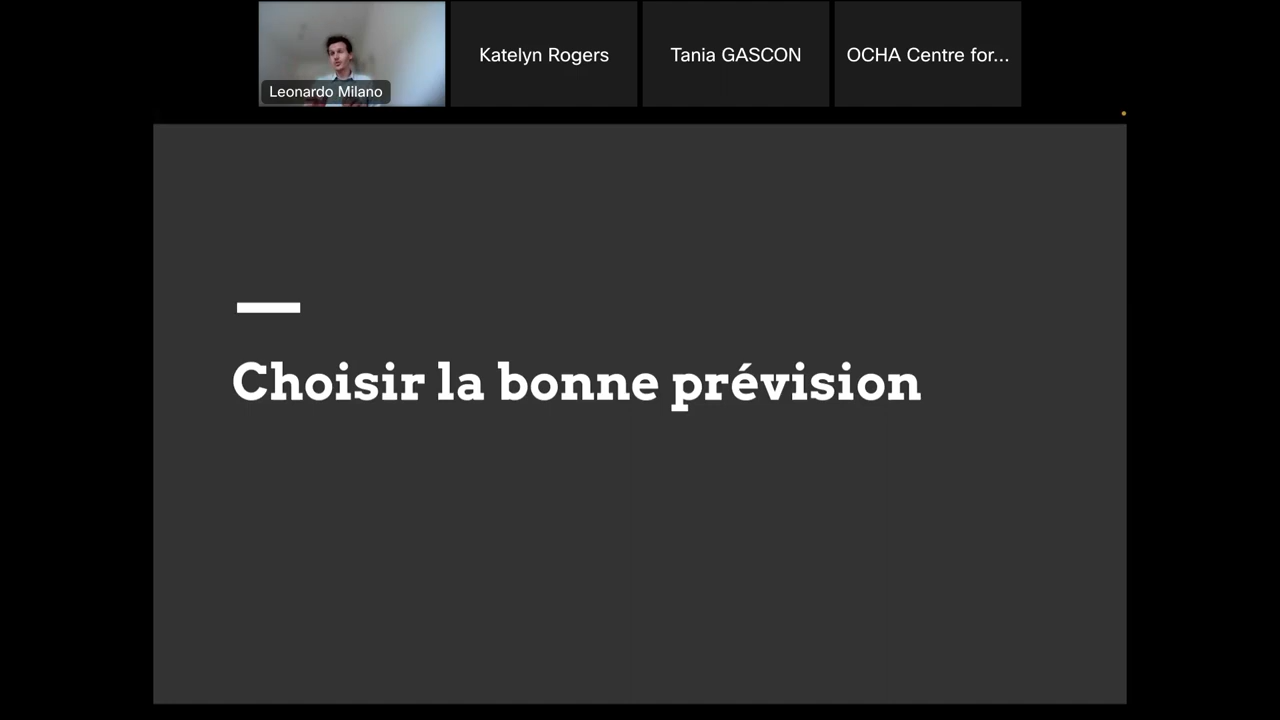 Leonardo Milano
Katelyn Rogers
Tania GASCON
OCHA Centre for...
Choisir la bonne prévision